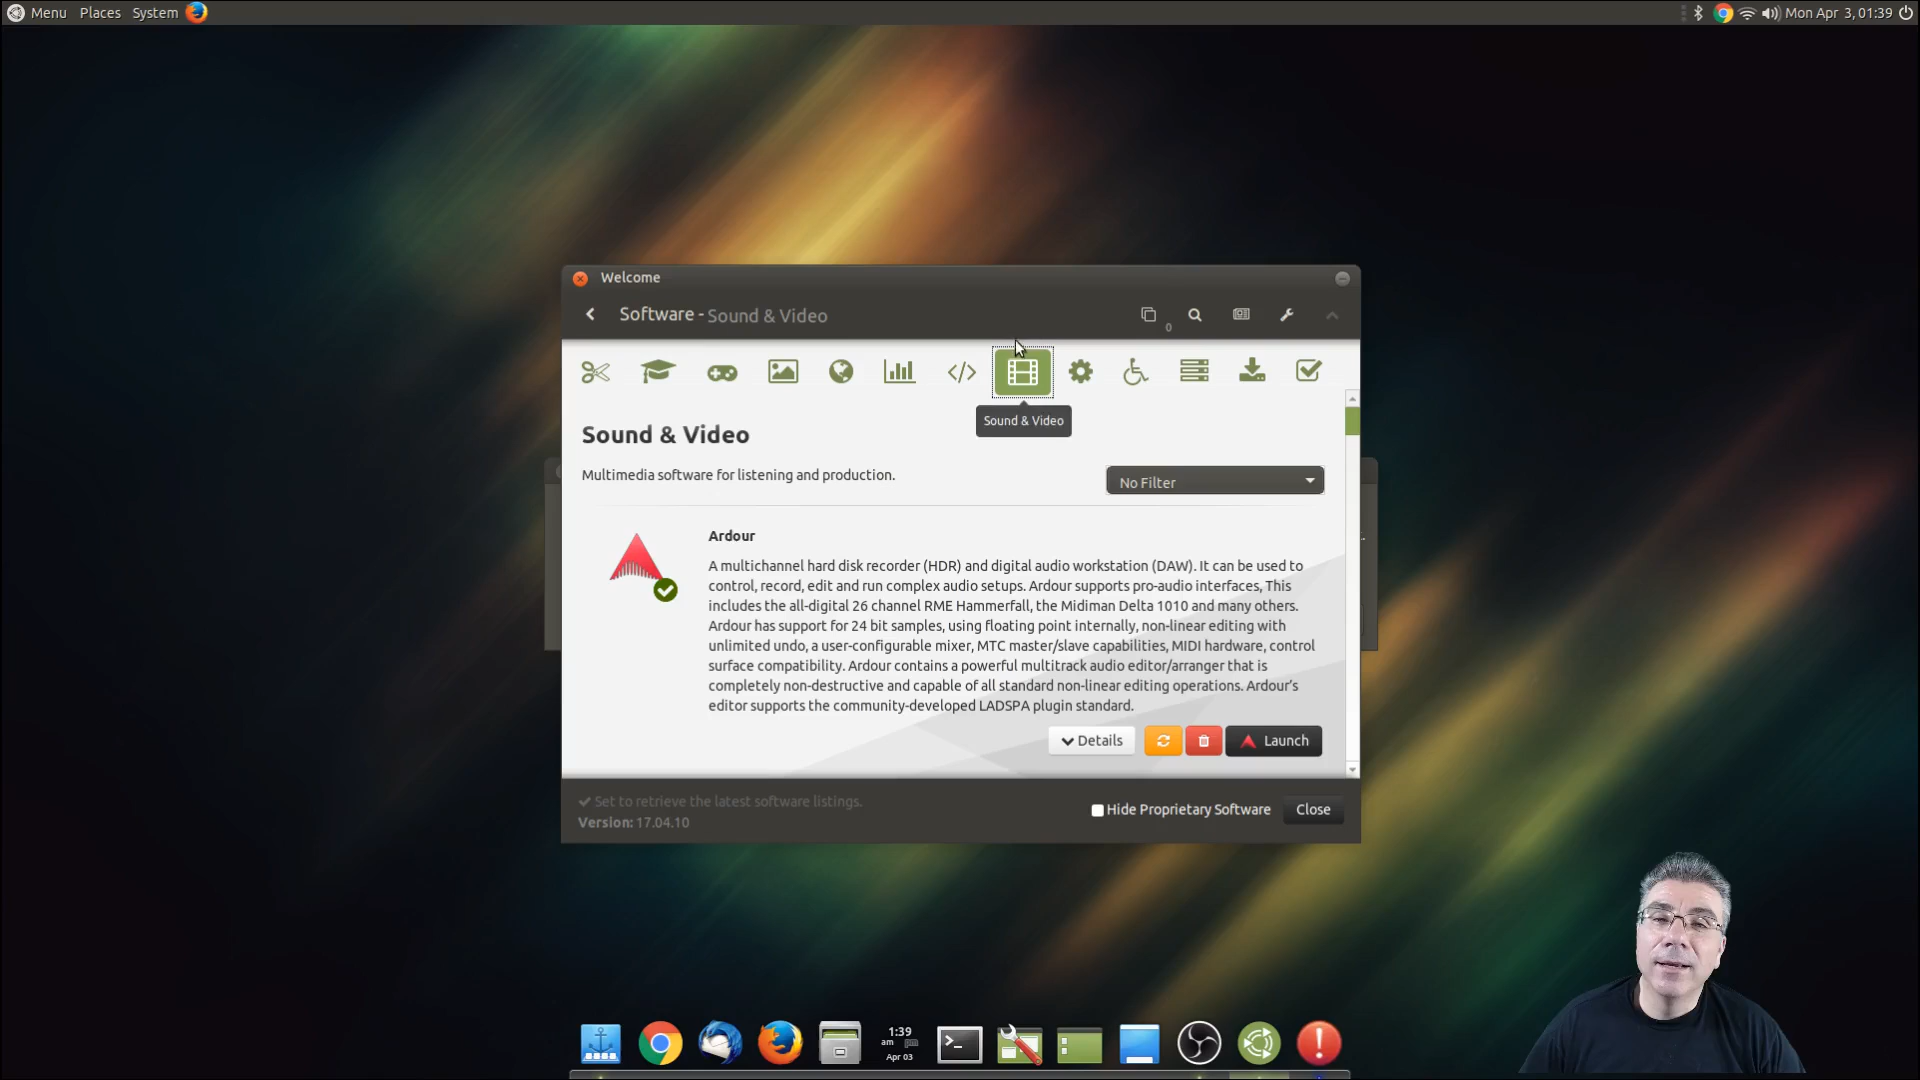 Menu Places System
Mon Apr 3, 01:39
Welcome
Software - Sound & Video
0
Sound & Video
Sound & Video
Multimedia software for listening and production.
No Filter
Ardour
A multichannel hard disk recorder (HDR) and digital audio workstation (DAW). It can be used to
control, record, edit and run complex audio setups. Ardour supports pro-audio interfaces, This
includes the all-digital 26 channel RME Hammerfall, the Midiman Delta 1010 and many others.
Ardour has support for 24 bit samples, using floating point internally, non-linear editing with
unlimited undo, a user-configurable mixer, MTC master/slave capabilities, MIDI hardware, control
surface compatibility. Ardour contains a powerful multitrack audio editor/arranger that is
completely non-destructive and capable of all standard non-linear editing operations. Ardour's
editor supports the community-developed LADSPA plugin standard.
Details
Launch
Set to retrieve the latest software listings.
Version: 17.04.10
Hide Proprietary Software
Close
1:39
am
Apr 03